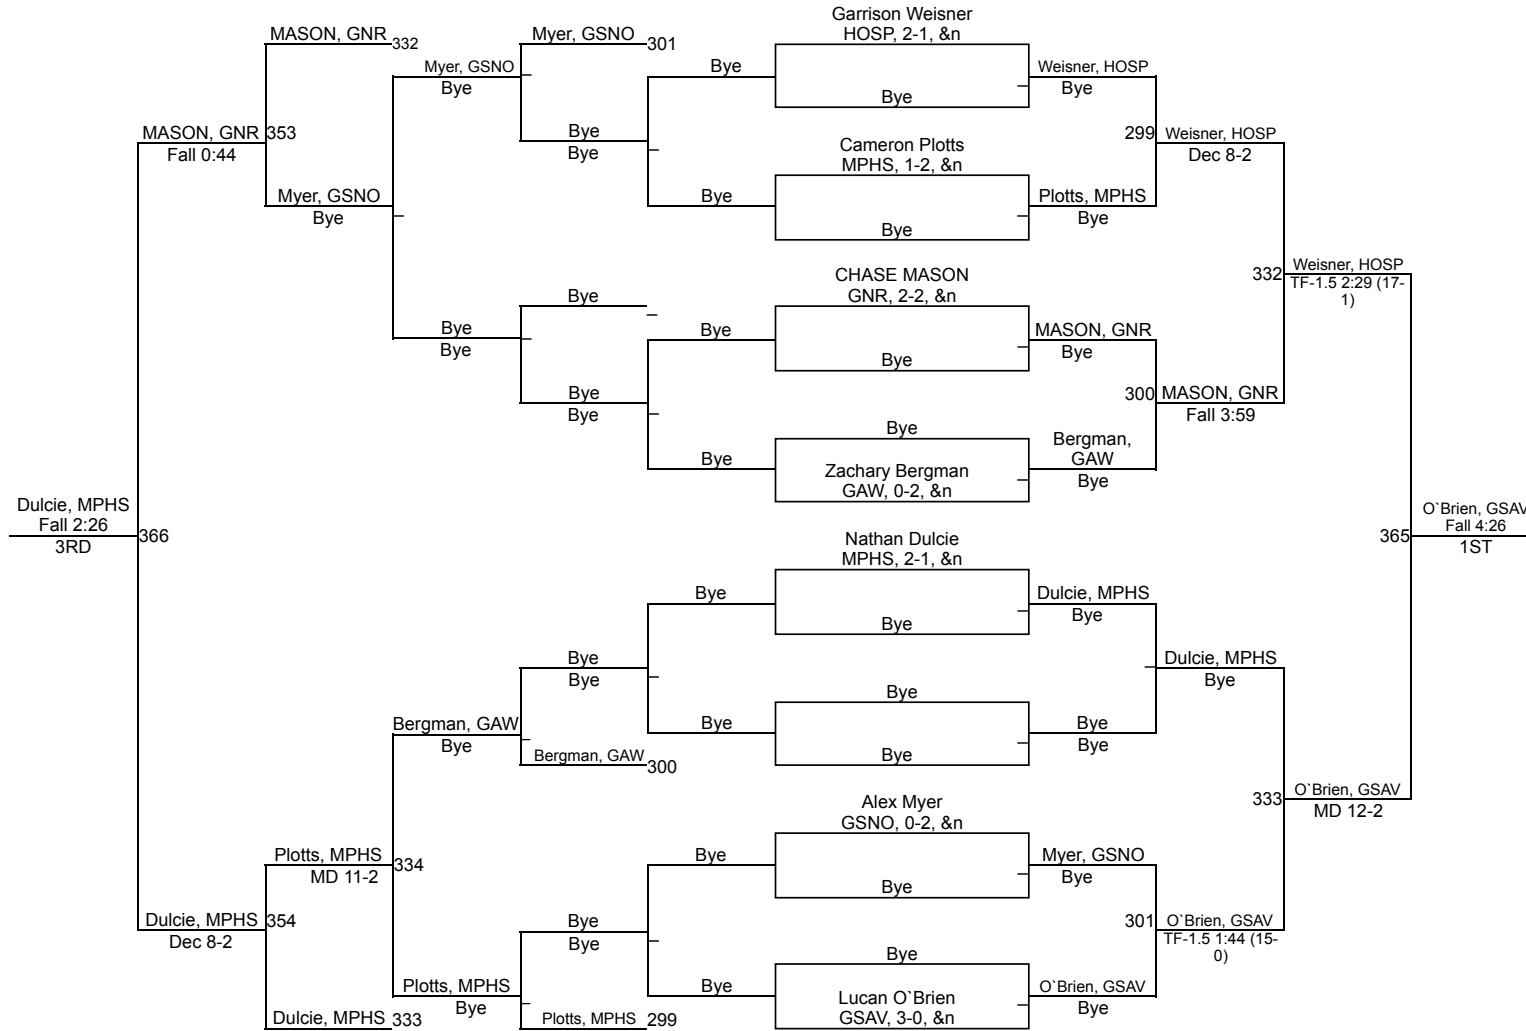 Garrison Weisner
HOSP, 2-1, &n
MASON, GNR
332
Myer, GSNO
301
Myer, GSNO
Bye
Bye
Bye
Weisner, HOSP
Bye
MASON, GNR
353
Fall 0:44
Bye
Bye
Cameron Plotts
MPHS, 1-2, &n
299
Weisner, HOSP
Dec 8-2
Myer, GSNO
Bye
Bye
Bye
Plotts, MPHS
Bye
CHASE MASON
GNR, 2-2, &n
332
Weisner, HOSP
TF-1.5 2:29 (17-
1)
Bye
Bye
Bye
Bye
Bye
MASON, GNR
Bye
Bye
Bye
300
MASON, GNR
Fall 3:59
Bye
Bye
Zachary Bergman
GAW, 0-2, &n
Bergman,
GAW
Bye
Dulcie, MPHS
Fall 2:26
3RD
366
Nathan Dulcie
MPHS, 2-1, &n
365
O`Brien, GSAV
Fall 4:26
1ST
Bye
Bye
Dulcie, MPHS
Bye
Bye
Bye
Dulcie, MPHS
Bye
Bergman, GAW
Bye
Bergman, GAW
300
Bye
Bye
Bye
Bye
Bye
333
O`Brien, GSAV
MD 12-2
Alex Myer
GSNO, 0-2, &n
Plotts, MPHS
334
MD 11-2
Bye
Bye
Myer, GSNO
Bye
Dulcie, MPHS
354
Dec 8-2
Bye
Bye
301
O`Brien, GSAV
TF-1.5 1:44 (15-
0)
Plotts, MPHS
Bye
Bye
Bye
Lucan O`Brien
GSAV, 3-0, &n
O`Brien, GSAV
Bye
Dulcie, MPHS
333
Plotts, MPHS
299